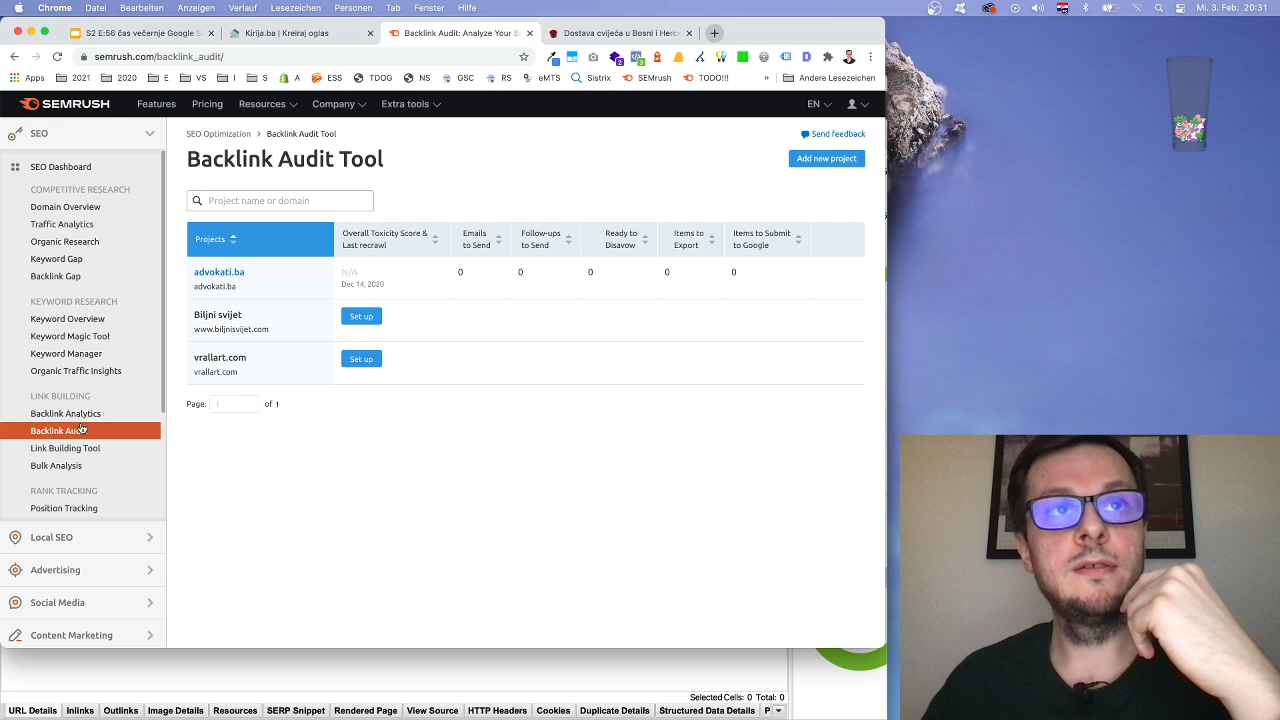 Chrome Datei Bearbeiten Anzeigen Verlauf Lesezeichen Personen Tab Fenster Hilfe
Mi. 3. Feb. 20:31
S2 E:56 čas večernje Google S
Kirija.ba | Kreiraj oglas
Backlink Audit: Analyze Your B
Dostava cvijeća u Bosni i Herce
semrush.com/backlink_audit/
Apps 2021 2020 E VS I S A ESS TDOG NS GSC RS eMTS Sistrix SEMrush TODO!!! » Andere Lesezeichen
SEMRUSH Features Pricing Resources Company Extra tools EN
SEO
SEO Dashboard
COMPETITIVE RESEARCH
Domain Overview
Traffic Analytics
Organic Research
Keyword Gap
Backlink Gap
KEYWORD RESEARCH
Keyword Overview
Keyword Magic Tool
Keyword Manager
Organic Traffic Insights
LINK BUILDING
Backlink Analytics
Backlink Audit
Link Building Tool
Bulk Analysis
RANK TRACKING
Position Tracking
Local SEO
Advertising
Social Media
Content Marketing
SEO Optimization > Backlink Audit Tool
Send feedback
Backlink Audit Tool
Add new project
Project name or domain
Projects
Overall Toxicity Score &
Last recrawl
Emails
to Send
Follow-ups
to Send
Ready to
Disavow
Items to
Export
Items to Submit
to Google
advokati.ba N/A 0 0 0 0 0
advokati.ba Dec 14, 2020
Biljni svijet Set up
www.biljnisvijet.com
vrallart.com Set up
vrallart.com
Page: 1 of 1
Selected Cells: 0 Total: 0
URL Details Inlinks Outlinks Image Details Resources SERP Snippet Rendered Page View Source HTTP Headers Cookies Duplicate Details Structured Data Details P